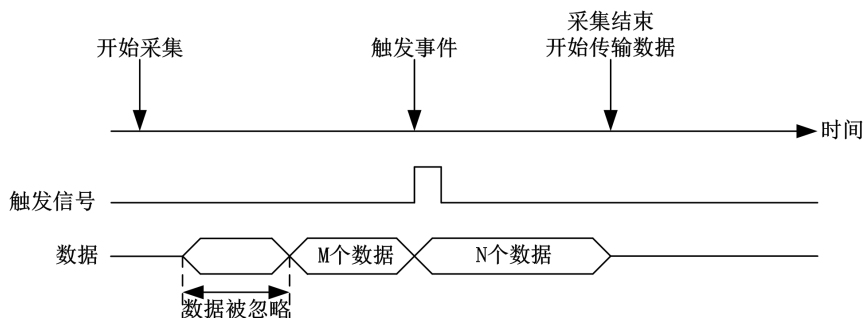 开始采集
触发事件
采集结束
开始传输数据
时间
触发信号
数据
M个数据
N个数据
数据被忽略